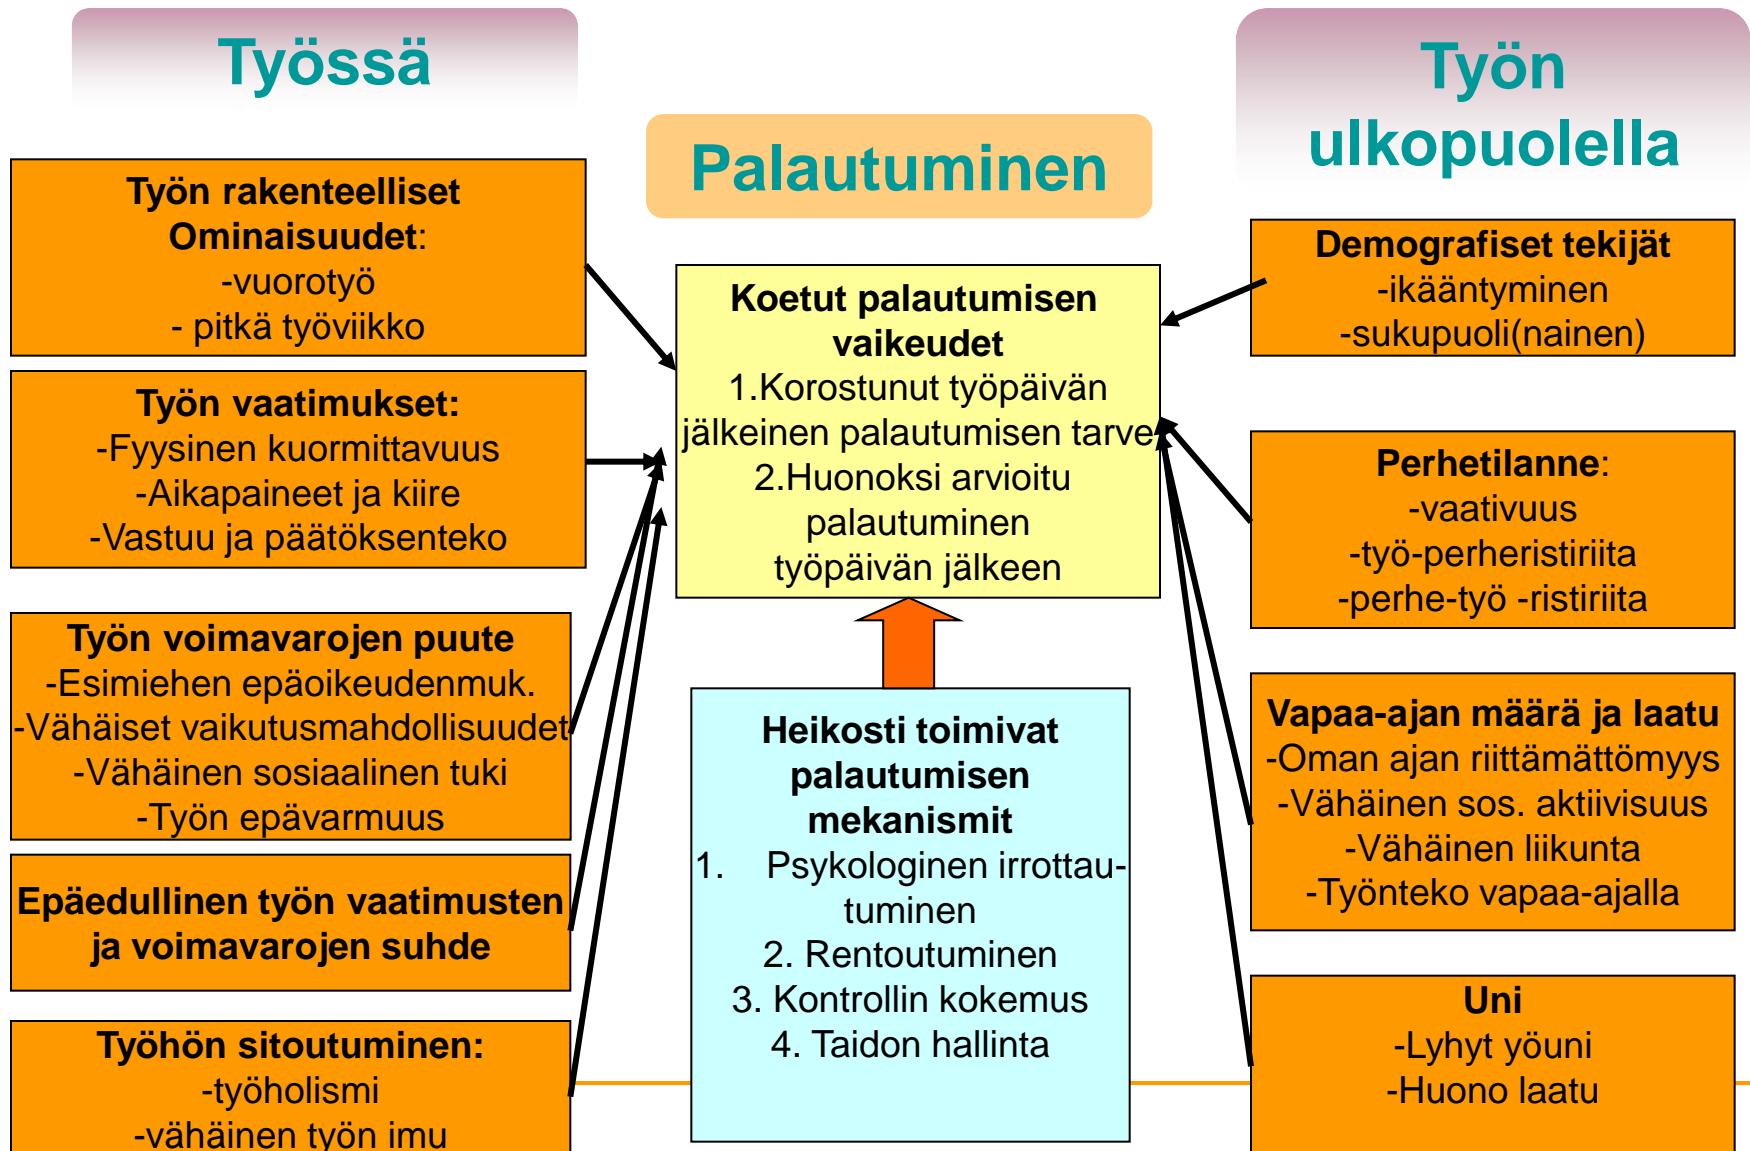 Työssä
Työn rakenteelliset
Ominaisuudet:
-vuorotyö
- pitkä työviikko
Työn vaatimukset:
-Fyysinen kuormittavuus
-Aikapaineet ja kiire
-Vastuu ja päätöksenteko
Työn voimavarojen puute
-Esimiehen epäoikeudenmuk.
-Vähäiset vaikutusmahdollisuudet
-Vähäinen sosiaalinen tuki
-Työn epävarmuus
Epäedullinen työn vaatimusten
ja voimavarojen suhde
Työhön sitoutuminen:
-työholismi
-vähäinen työn imu
Palautuminen
Koetut palautumisen
vaikeudet
1.Korostunut työpäivän
jälkeinen palautumisen tarve
2.Huonoksi arvioitu
palautuminen
työpäivän jälkeen
Heikosti toimivat
palautumisen
mekanismit
1. Psykologinen irrottau-
tuminen
2. Rentoutuminen
3. Kontrollin kokemus
4. Taidon hallinta
Työn
ulkopuolella
Demografiset tekijät
-ikääntyminen
-sukupuoli(nainen)
Perhetilanne:
-vaativuus
-työ-perheristiriita
-perhe-työ -ristiriita
Vapaa-ajan määrä ja laatu
-Oman ajan riittämättömyys
-Vähäinen sos. aktiivisuus
-Vähäinen liikunta
-Työnteko vapaa-ajalla
Uni
-Lyhyt yöuni
-Huono laatu